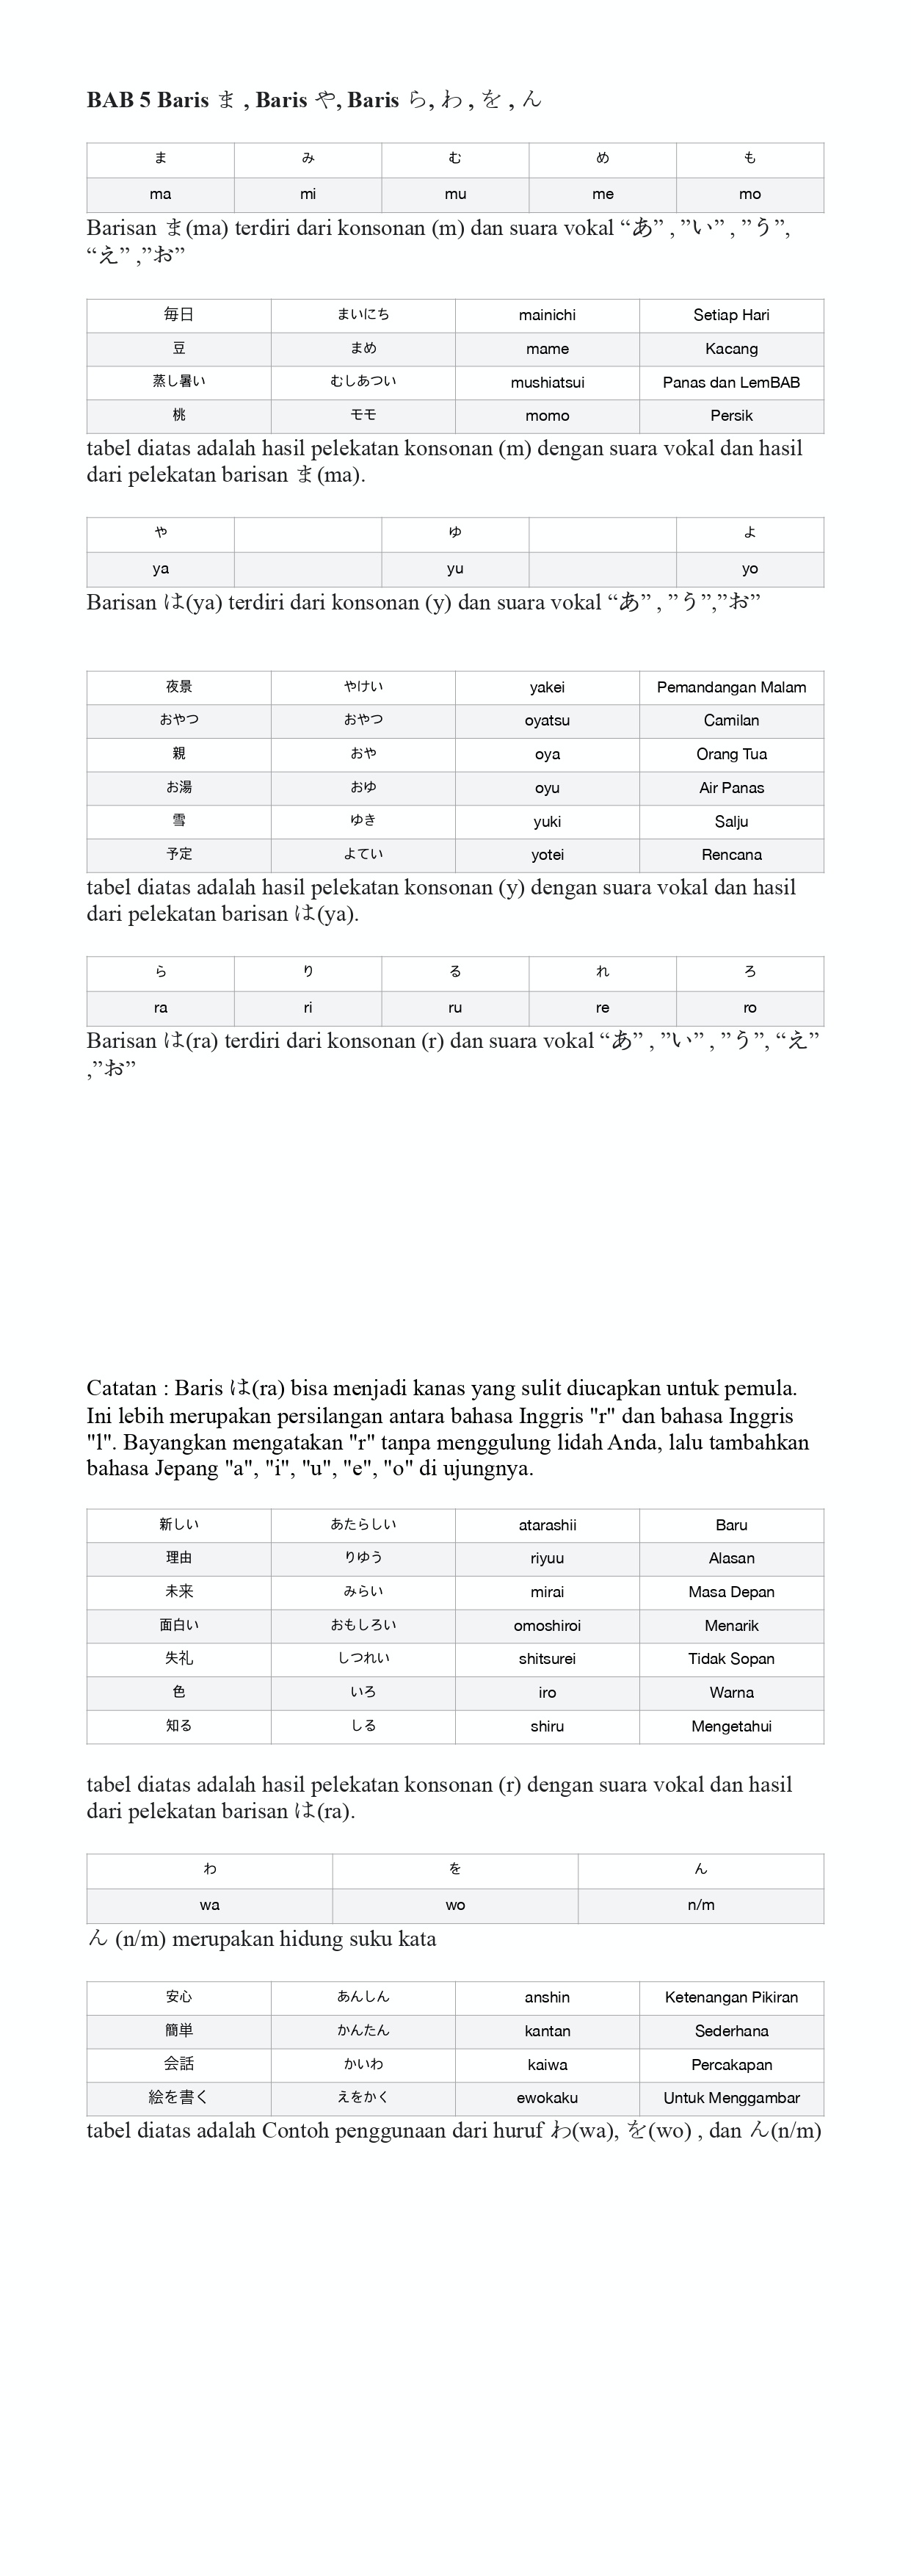 BAB 5 Baris ま , Baris や, Baris ら, わ , を , ん
ま み む め も
ma mi mu me mo
Barisan ま(ma) terdiri dari konsonan (m) dan suara vokal “あ” , ”い” , ”う”,
“え” ,”お”
毎日 まいにち mainichi Setiap Hari
豆 まめ mame Kacang
蒸し暑い むしあつい mushiatsui Panas dan LemBAB
桃 モモ momo Persik
tabel diatas adalah hasil pelekatan konsonan (m) dengan suara vokal dan hasil
dari pelekatan barisan ま(ma).
や ゆ よ
ya yu yo
Barisan は(ya) terdiri dari konsonan (y) dan suara vokal “あ” , ”う”,”お”
夜景 やけい yakei Pemandangan Malam
おやつ おやつ oyatsu Camilan
親 おや oya Orang Tua
お湯 おゆ oyu Air Panas
雪 ゆき yuki Salju
予定 よてい yotei Rencana
tabel diatas adalah hasil pelekatan konsonan (y) dengan suara vokal dan hasil
dari pelekatan barisan は(ya).
ら り る れ ろ
ra ri ru re ro
Barisan は(ra) terdiri dari konsonan (r) dan suara vokal “あ” , ”い” , ”う”, “え”
,”お”
Catatan : Baris は(ra) bisa menjadi kanas yang sulit diucapkan untuk pemula.
Ini lebih merupakan persilangan antara bahasa Inggris "r" dan bahasa Inggris
"l". Bayangkan mengatakan "r" tanpa menggulung lidah Anda, lalu tambahkan
bahasa Jepang "a", "i", "u", "e", "o" di ujungnya.
新しい あたらしい atarashii Baru
理由 りゆう riyuu Alasan
未来 みらい mirai Masa Depan
面白い おもしろい omoshiroi Menarik
失礼 しつれい shitsurei Tidak Sopan
色 いろ iro Warna
知る しる shiru Mengetahui
tabel diatas adalah hasil pelekatan konsonan (r) dengan suara vokal dan hasil
dari pelekatan barisan は(ra).
わ を ん
wa wo n/m
ん (n/m) merupakan hidung suku kata
安心 あんしん anshin Ketenangan Pikiran
簡単 かんたん kantan Sederhana
会話 かいわ kaiwa Percakapan
絵を書く えをかく ewokaku Untuk Menggambar
tabel diatas adalah Contoh penggunaan dari huruf わ(wa), を(wo) , dan ん(n/m)